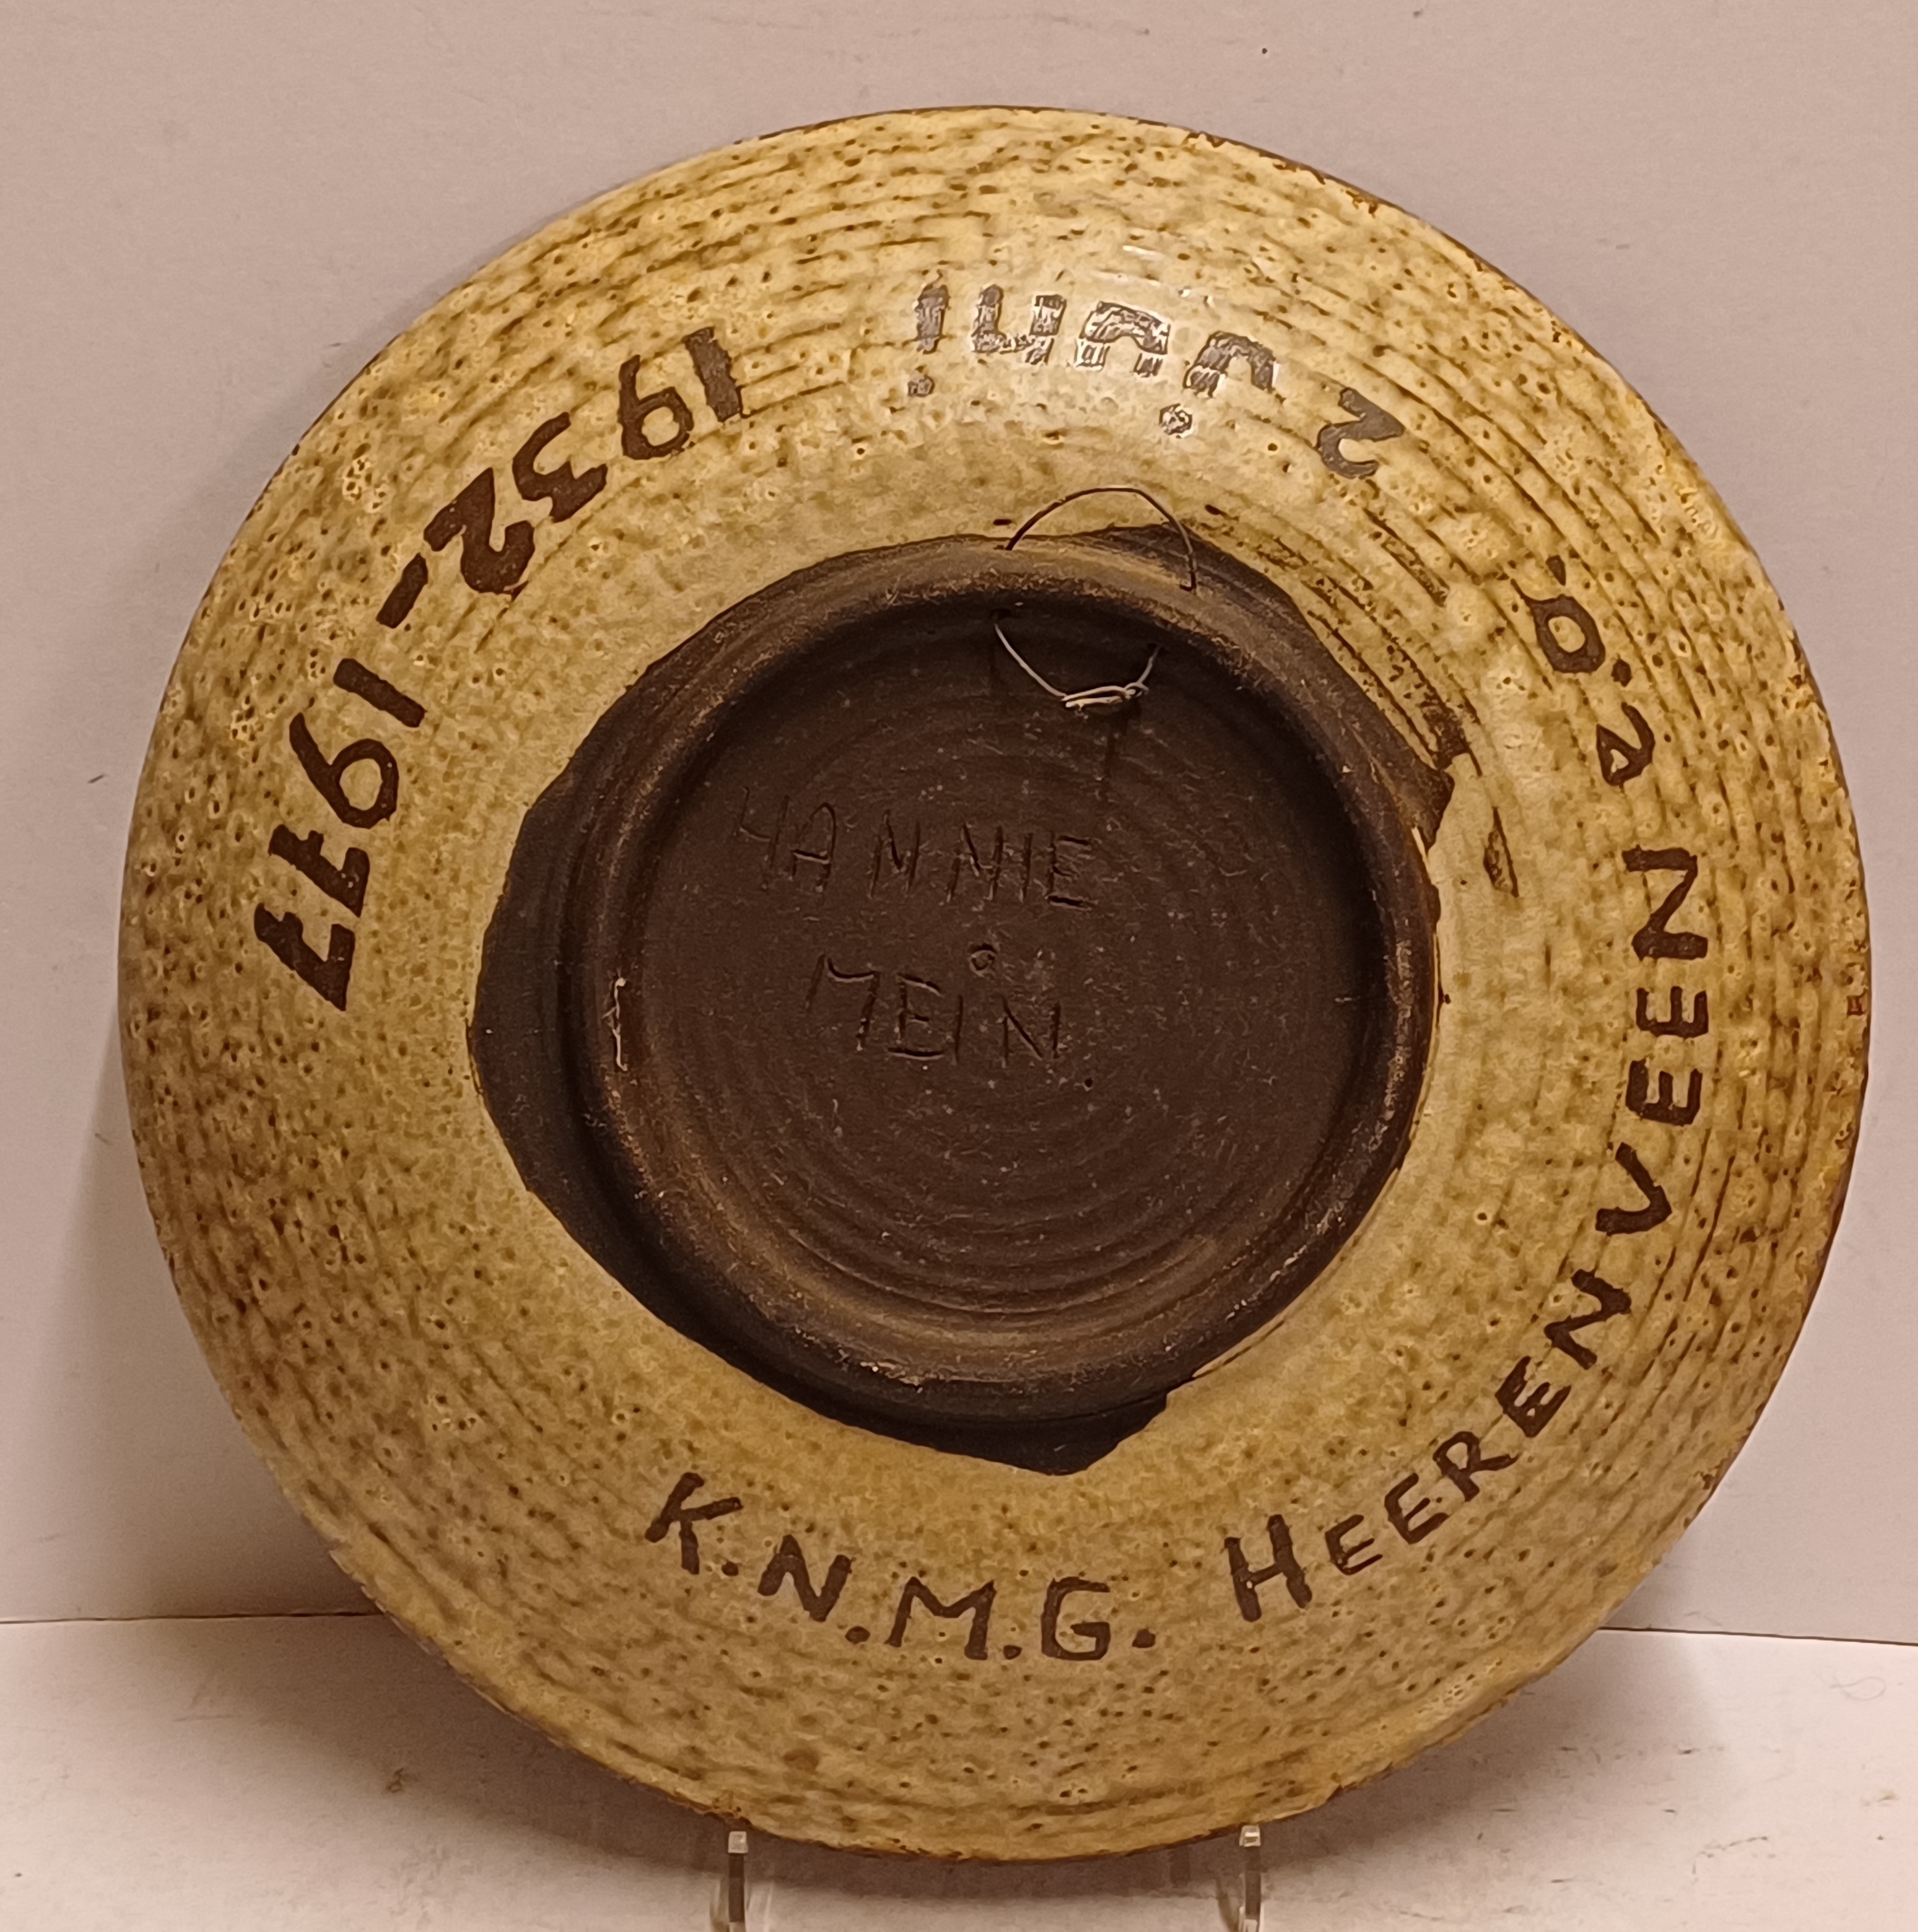 K.N.M.G. HEERENVEEN e.o. 2 juni 1932-1977
HANNIE
MEIN